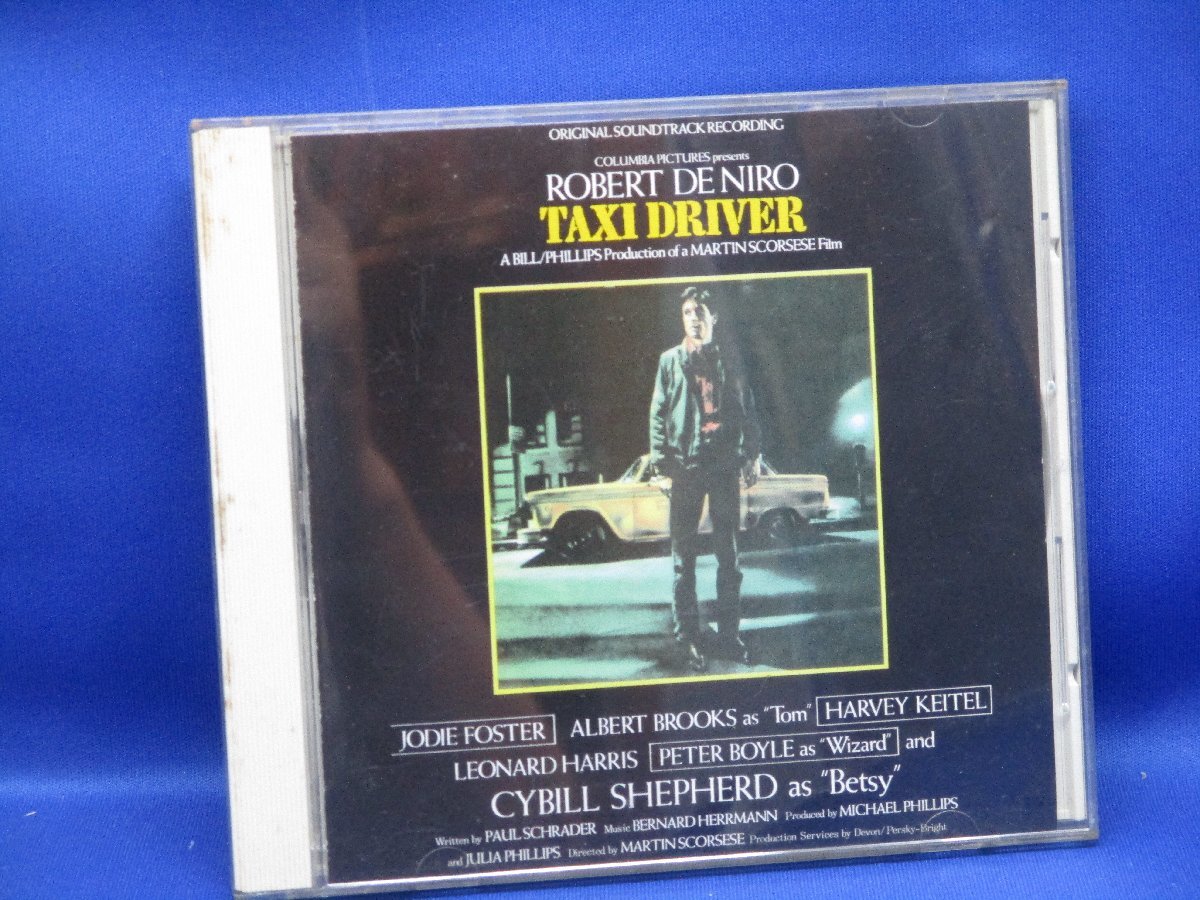 ORIGINAL SOUNDTRACK RECORDING
COLUMBIA PICTURES presents
ROBERT DE NIRO
TAXI DRIVER
A BILL/PHILLIPS Production of a MARTIN SCORSESE Film
JODIE FOSTER ALBERT BROOKS as "Tom" HARVEY KEITEL
LEONARD HARRIS PETER BOYLE as "Wizard" and
CYBILL SHEPHERD as "Betsy"
Written by PAUL SCHRADER Music BERNARD HERRMANN Produced by MICHAEL PHILLIPS
and JULIA PHILLIPS Directed by MARTIN SCORSESE Production Services by Devon/Persky-Bright